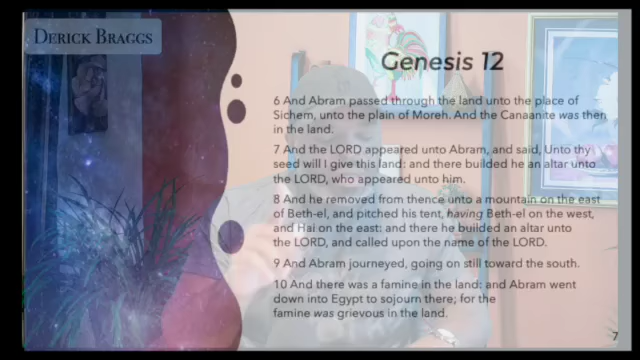 DERICK BRAGGS
Genesis 12
6 And Abram passed through the land unto the place of
Sichem, unto the plain of Moreh. And the Canaanite was then
in the land.
7 And the LORD appeared unto Abram, and said, Unto thy
seed will I give this land: and there builded he an altar unto
the LORD, who appeared unto him.
8 And he removed from thence unto a mountain on the east
of Beth-el, and pitched his tent, having Beth-el on the west,
and Hai on the east: and there he builded an altar unto
the LORD, and called upon the name of the LORD.
9 And Abram journeyed, going on still toward the south.
10 And there was a famine in the land: and Abram went
down into Egypt to sojourn there; for the
famine was grievous in the land.
7